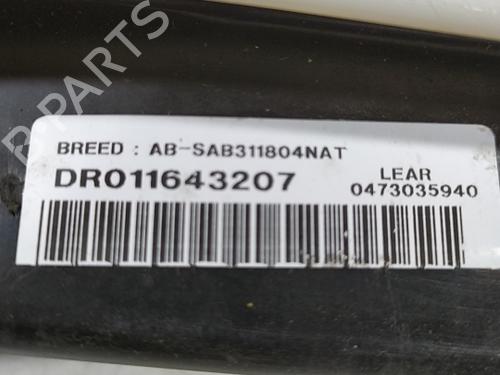 B-PARTS
BREED : AB-SAB311804NAT
DR011643207
LEAR
0473035940